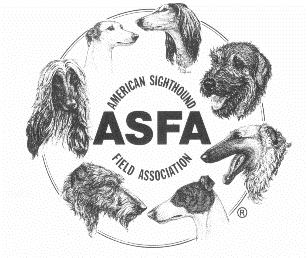 AMERICAN SIGHTHOUND
ASFA
FIELD ASSOCIATION
®